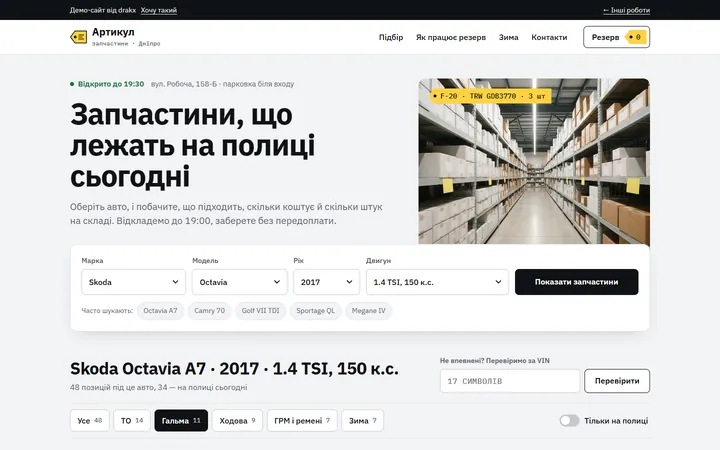 Демо-сайт від drakx Хочу такий
← Інші роботи
Артикул
запчастини · Дніпро
Підбір
Як працює резерв
Зима
Контакти
Резерв 0
Відкрито до 19:30 вул. Робоча, 158-Б · парковка біля входу
Запчастини, що
лежать на полиці
сьогодні
Оберіть авто, і побачите, що підходить, скільки коштує й скільки штук
на складі. Відкладемо до 19:00, заберете без передоплати.
F-20 · TRW GDB3770 · 3 шт
Марка
Модель
Рік
Двигун
Skoda
Octavia
2017
1.4 TSI, 150 к.с.
Показати запчастини
Часто шукають: Octavia A7 Camry 70 Golf VII TDI Sportage QL Megane IV
Skoda Octavia A7 · 2017 · 1.4 TSI, 150 к.с.
48 позицій під це авто, 34 — на полиці сьогодні
Не впевнені? Перевіримо за VIN
17 СИМВОЛІВ
Перевірити
Усе 48
ТО 14
Гальма 11
Ходова 9
ГРМ і ремені 7
Зима 7
Тільки на полиці